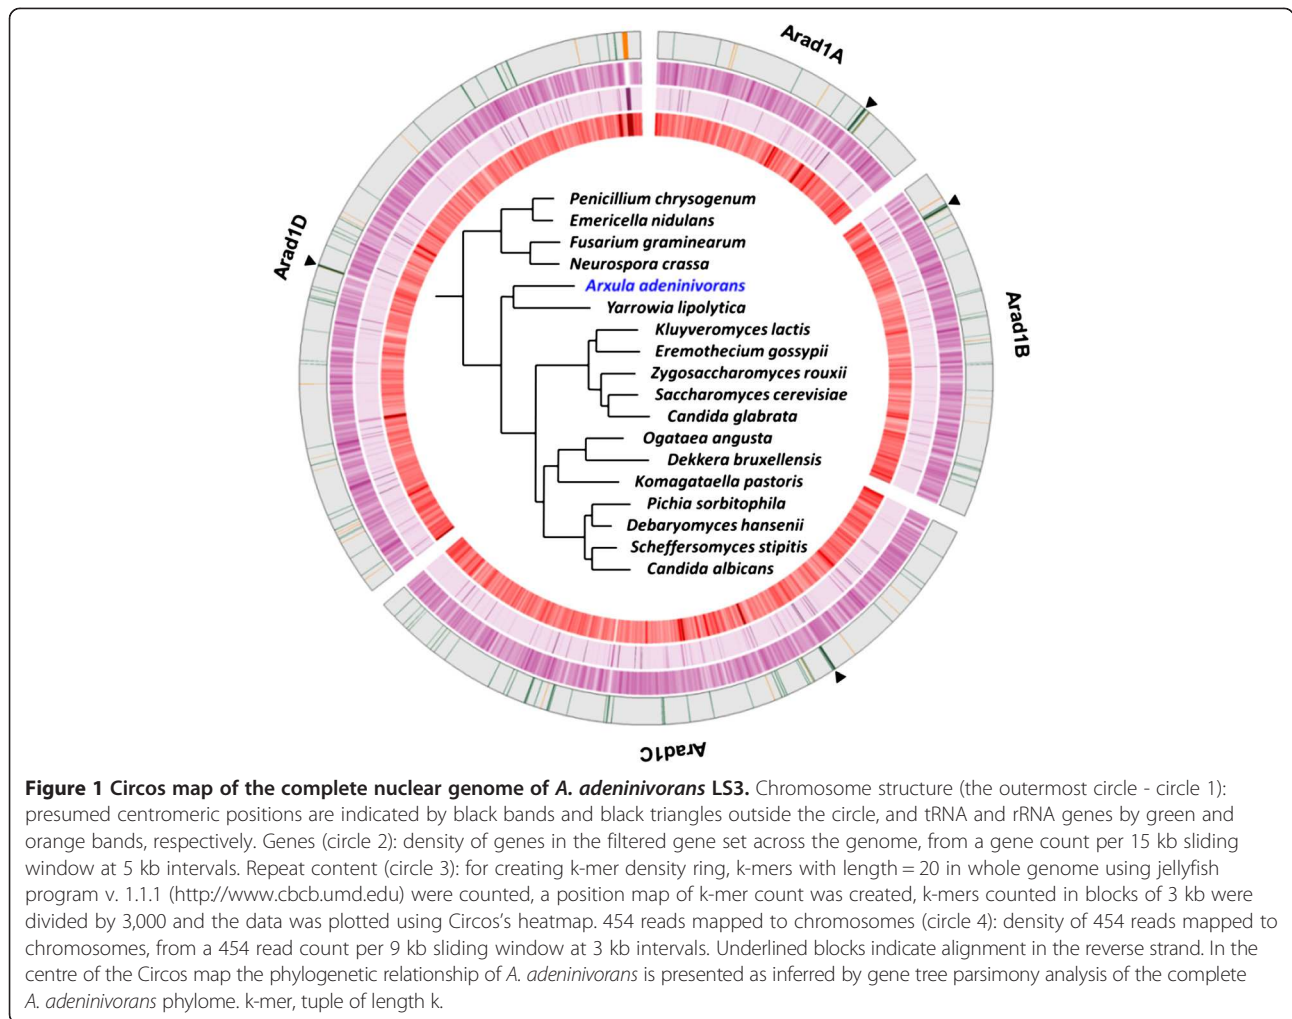 Arad1A
Arad1B
Arad1D
Arad1C
Penicillium chrysogenum
Emericella nidulans
Fusarium graminearum
Neurospora crassa
Arxula adeninivorans
Yarrowia lipolytica
Kluyveromyces lactis
Eremothecium gossypii
Zygosaccharomyces rouxii
Saccharomyces cerevisiae
Candida glabrata
Ogataea angusta
Dekkera bruxellensis
Komagataella pastoris
Pichia sorbitophila
Debaryomyces hansenii
Scheffersomyces stipitis
Candida albicans
Figure 1 Circos map of the complete nuclear genome of A. adeninivorans LS3. Chromosome structure (the outermost circle - circle 1):
presumed centromeric positions are indicated by black bands and black triangles outside the circle, and tRNA and rRNA genes by green and
orange bands, respectively. Genes (circle 2): density of genes in the filtered gene set across the genome, from a gene count per 15 kb sliding
window at 5 kb intervals. Repeat content (circle 3): for creating k-mer density ring, k-mers with length = 20 in whole genome using jellyfish
program v. 1.1.1 (http://www.cbcb.umd.edu) were counted, a position map of k-mer count was created, k-mers counted in blocks of 3 kb were
divided by 3,000 and the data was plotted using Circos's heatmap. 454 reads mapped to chromosomes (circle 4): density of 454 reads mapped to
chromosomes, from a 454 read count per 9 kb sliding window at 3 kb intervals. Underlined blocks indicate alignment in the reverse strand. In the
centre of the Circos map the phylogenetic relationship of A. adeninivorans is presented as inferred by gene tree parsimony analysis of the complete
A. adeninivorans phylome. k-mer, tuple of length k.